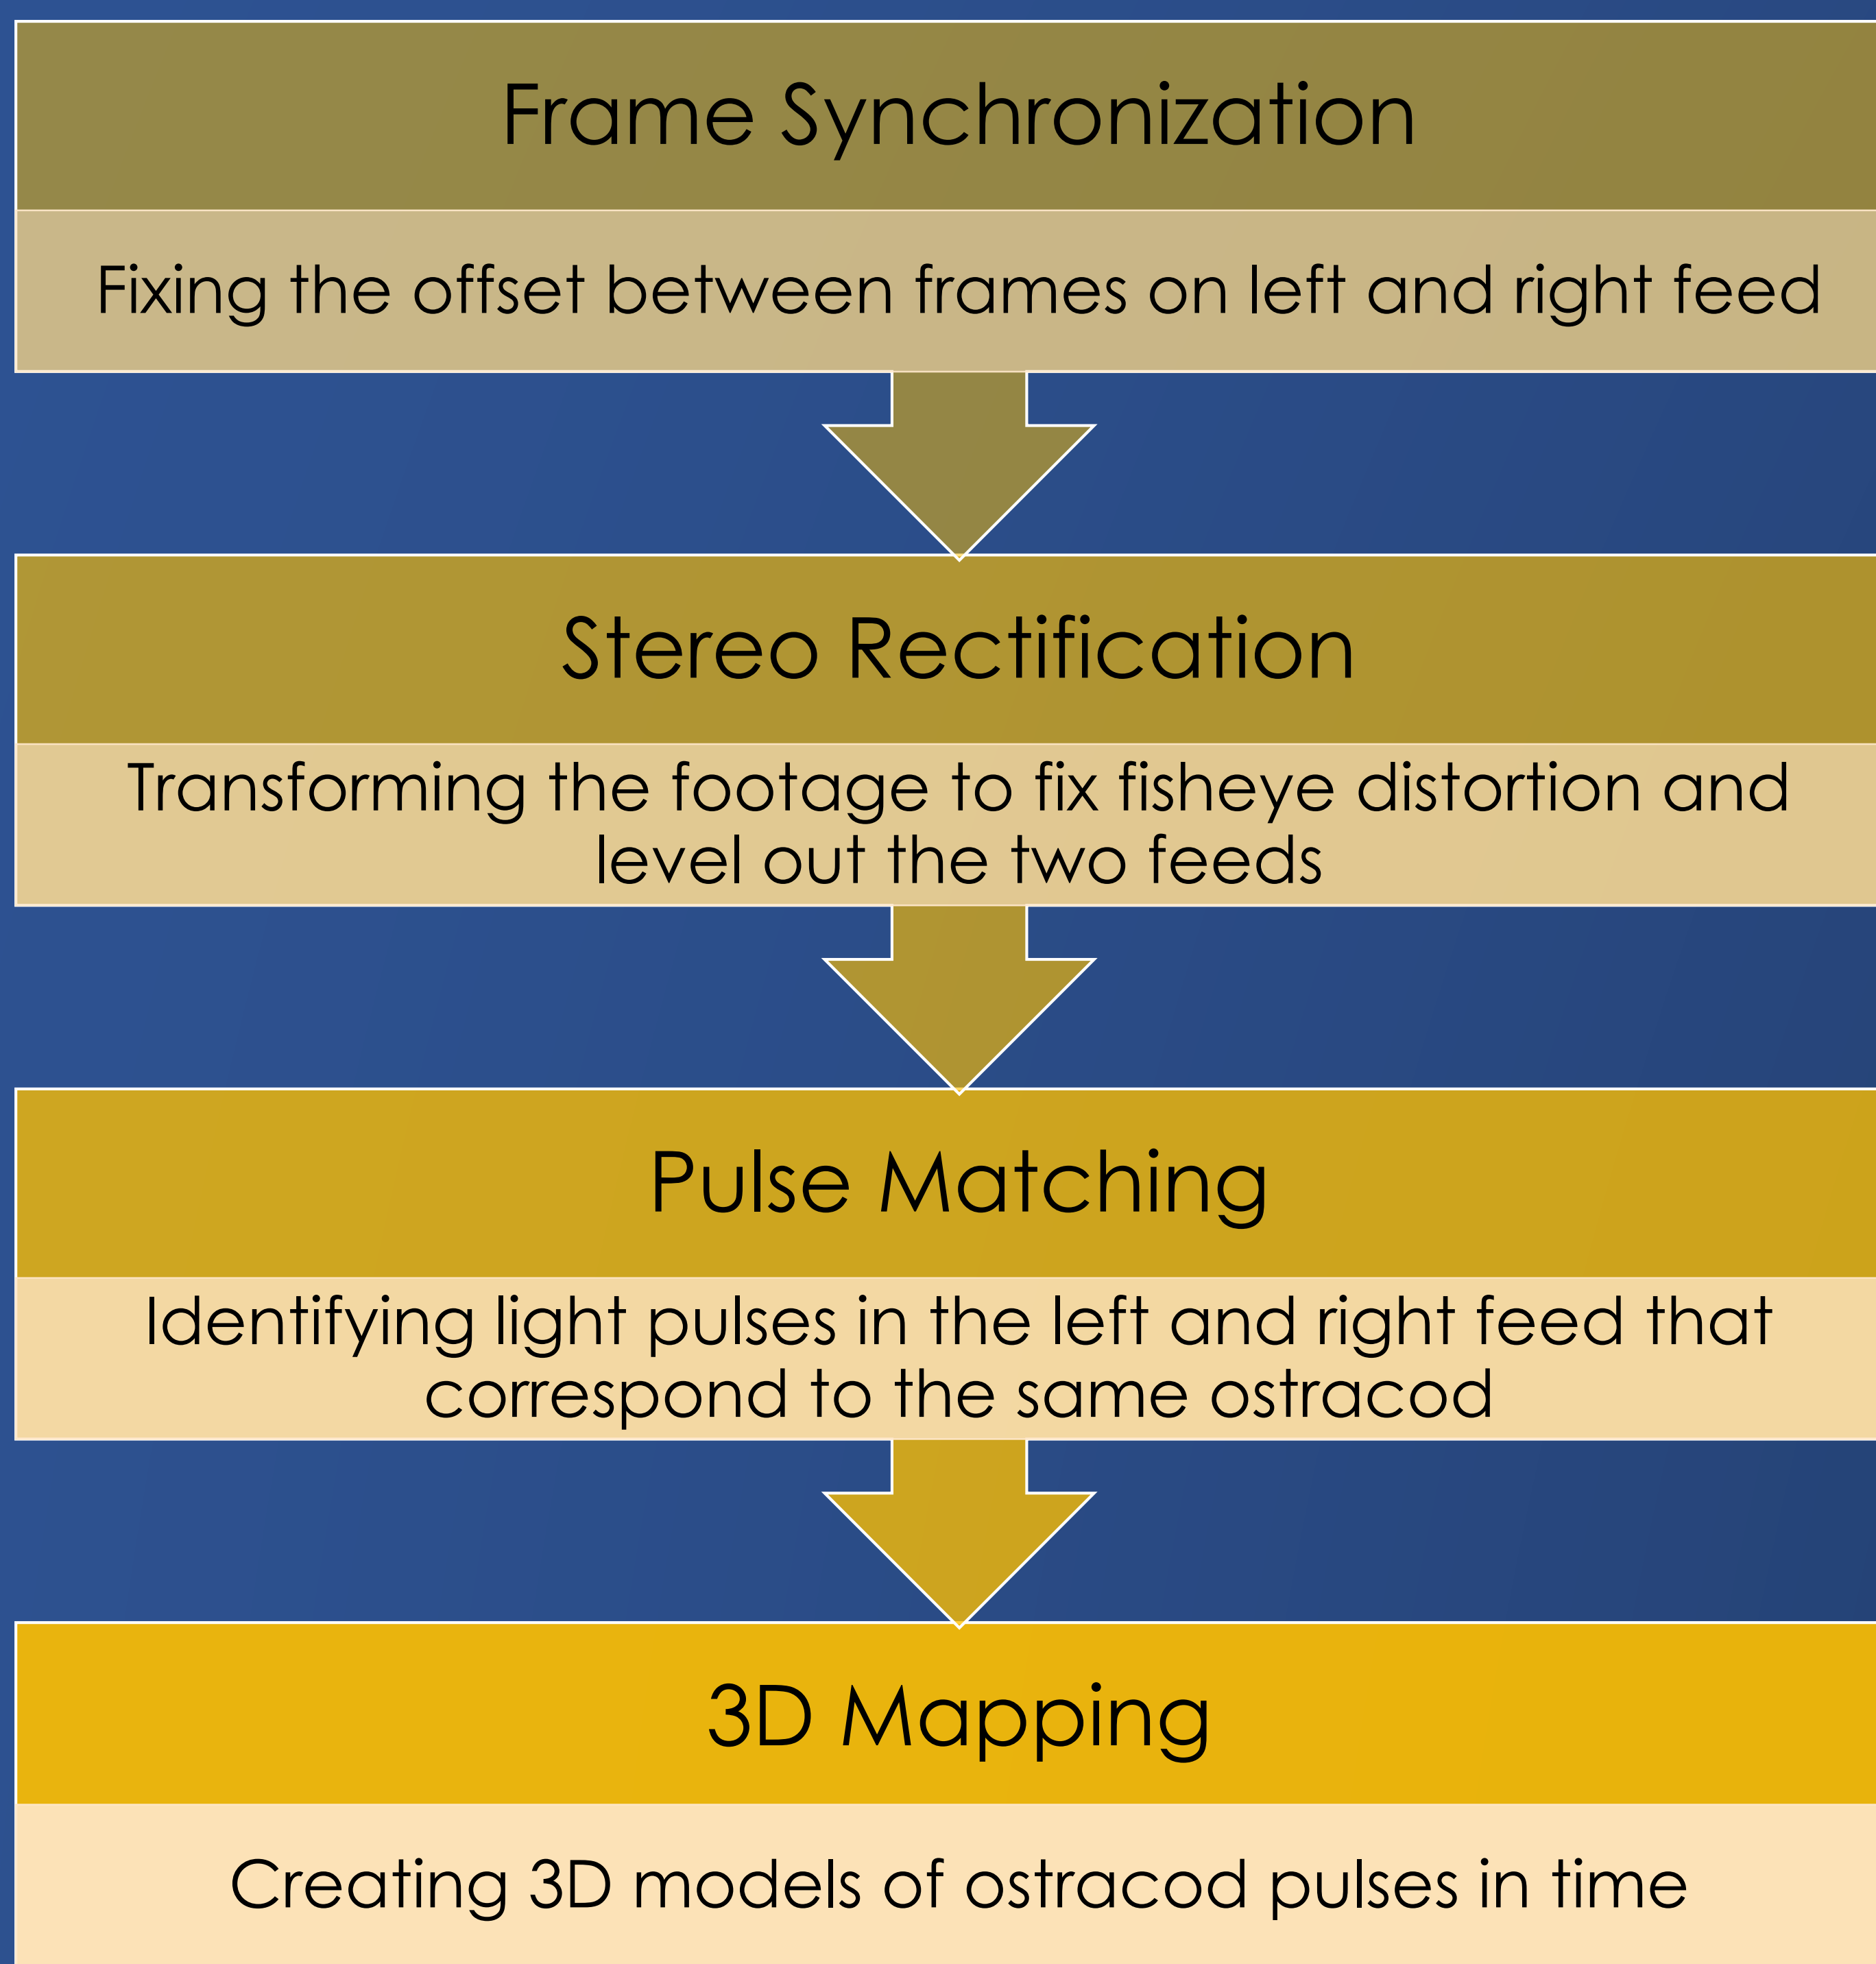 Frame Synchronization
Fixing the offset between frames on left and right feed
Stereo Rectification
Transforming the footage to fix fisheye distortion and
level out the two feeds
Pulse Matching
Identifying light pulses in the left and right feed that
correspond to the same ostracod
3D Mapping
Creating 3D models of ostracod pulses in time